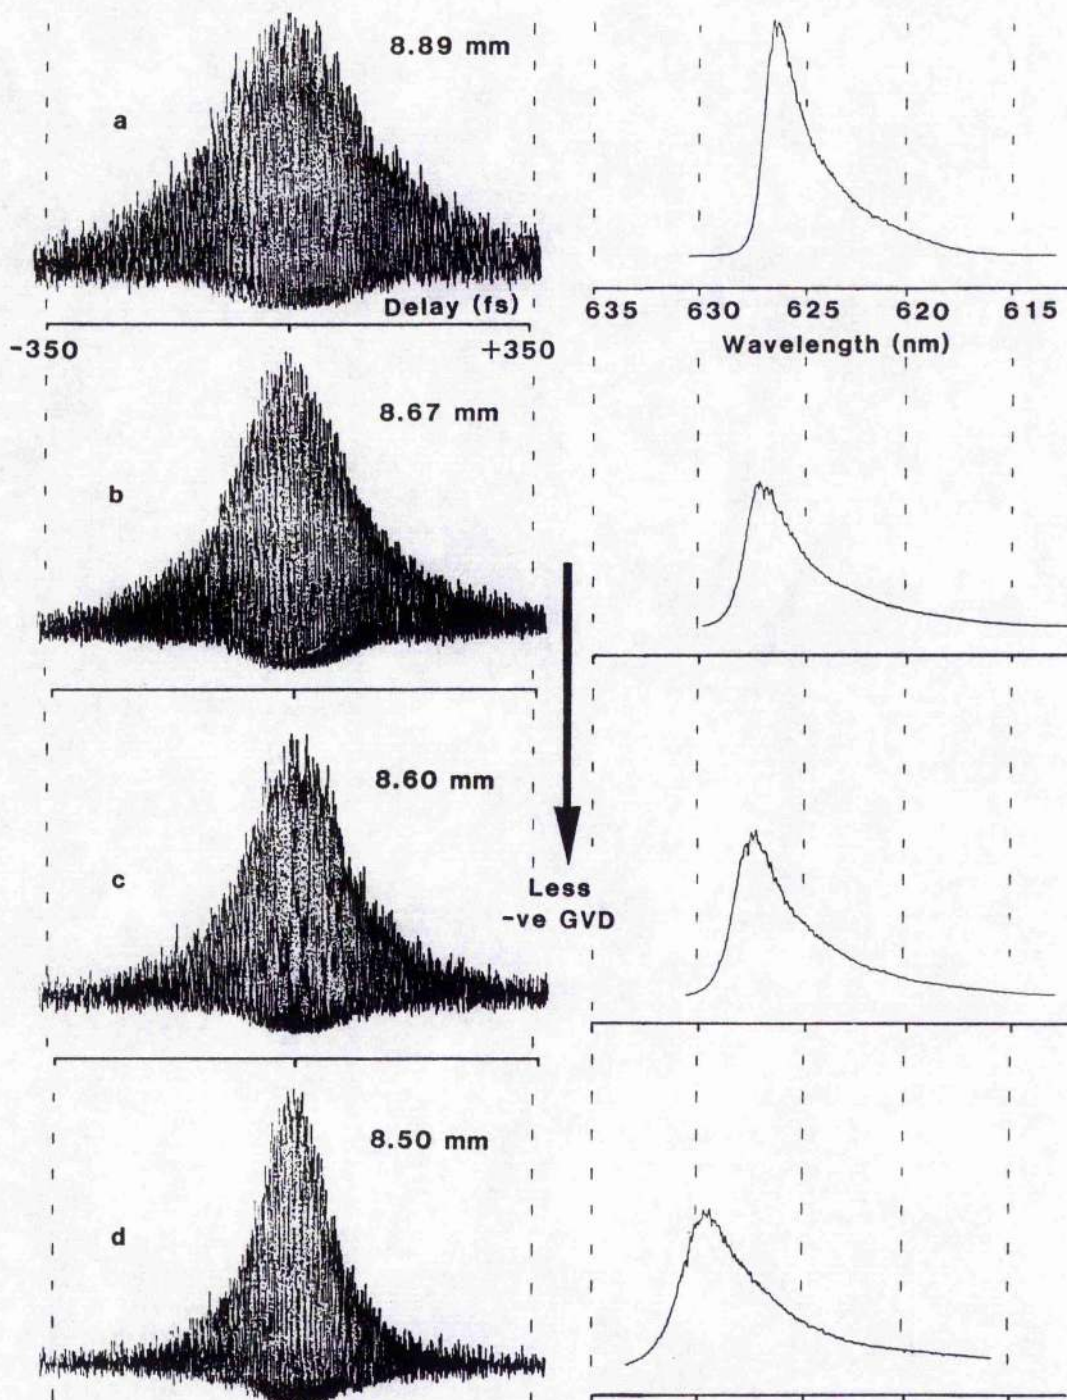 8.89 mm
a
Delay (fs)
-350
+350
635
630
625
620
615
Wavelength (nm)
8.67 mm
b
8.60 mm
c
Less
-ve GVD
8.50 mm
d